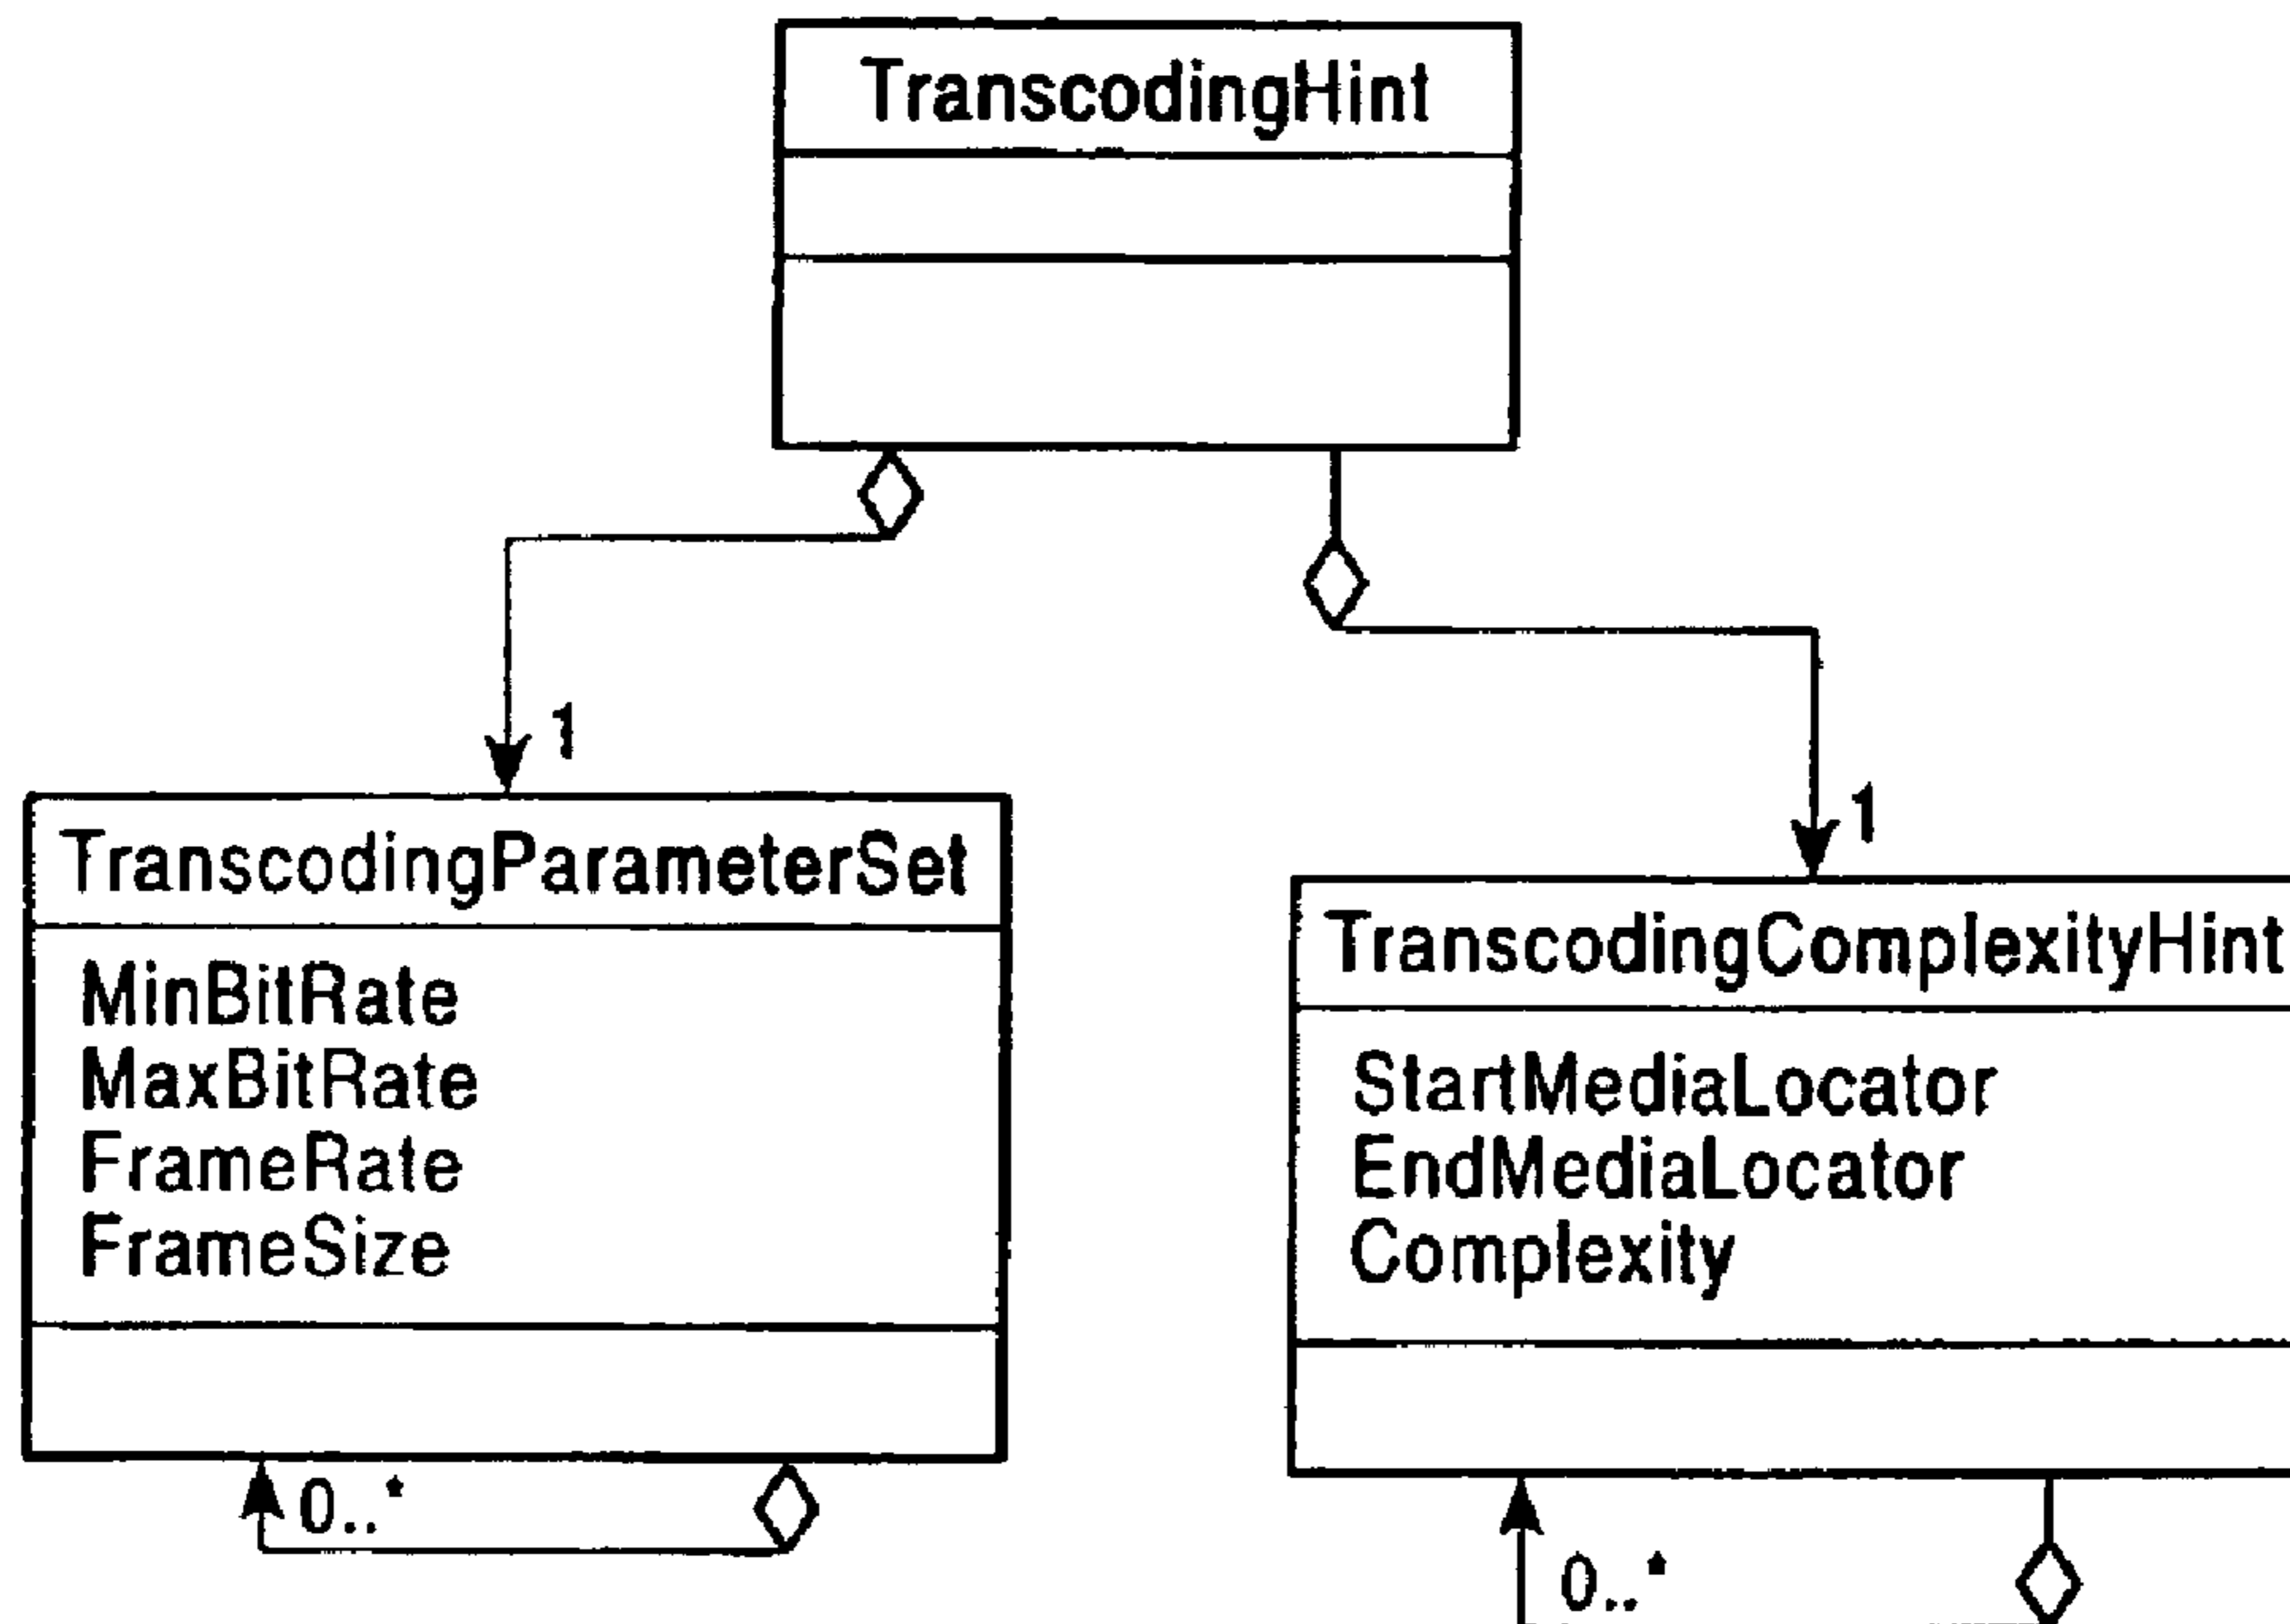 TranscodingHint
1
1
TranscodingParameterSet
MinBitRate
MaxBitRate
FrameRate
FrameSize
0..*
TranscodingComplexityHint
StartMediaLocator
EndMediaLocator
Complexity
0..*